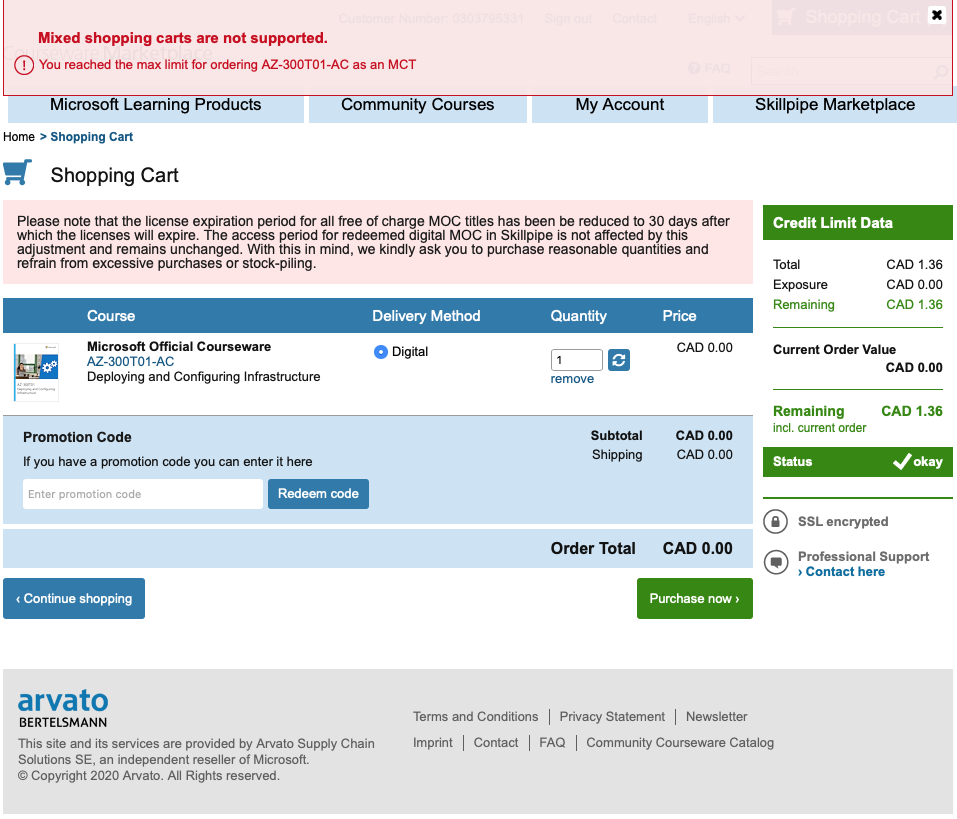 Customer Number: 0303795331 Sign out Contact English
Shopping Cart
Mixed shopping carts are not supported.
Courseware Marketplace
You reached the max limit for ordering AZ-300T01-AC as an MCT
FAQ
Search
Microsoft Learning Products Community Courses My Account Skillpipe Marketplace
Home > Shopping Cart
Shopping Cart
Please note that the license expiration period for all free of charge MOC titles has been be reduced to 30 days after
which the licenses will expire. The access period for redeemed digital MOC in Skillpipe is not affected by this
adjustment and remains unchanged. With this in mind, we kindly ask you to purchase reasonable quantities and
refrain from excessive purchases or stock-piling.
Course Delivery Method Quantity Price
Microsoft Official Courseware
AZ-300T01-AC
Deploying and Configuring Infrastructure
Digital
1
remove
CAD 0.00
Promotion Code
If you have a promotion code you can enter it here
Enter promotion code
Redeem code
Subtotal CAD 0.00
Shipping CAD 0.00
Order Total CAD 0.00
‹ Continue shopping
Purchase now ›
Credit Limit Data
Total CAD 1.36
Exposure CAD 0.00
Remaining CAD 1.36
Current Order Value
CAD 0.00
Remaining CAD 1.36
incl. current order
Status okay
SSL encrypted
Professional Support
› Contact here
arvato
BERTELSMANN
This site and its services are provided by Arvato Supply Chain
Solutions SE, an independent reseller of Microsoft.
© Copyright 2020 Arvato. All Rights reserved.
Terms and Conditions Privacy Statement Newsletter
Imprint Contact FAQ Community Courseware Catalog